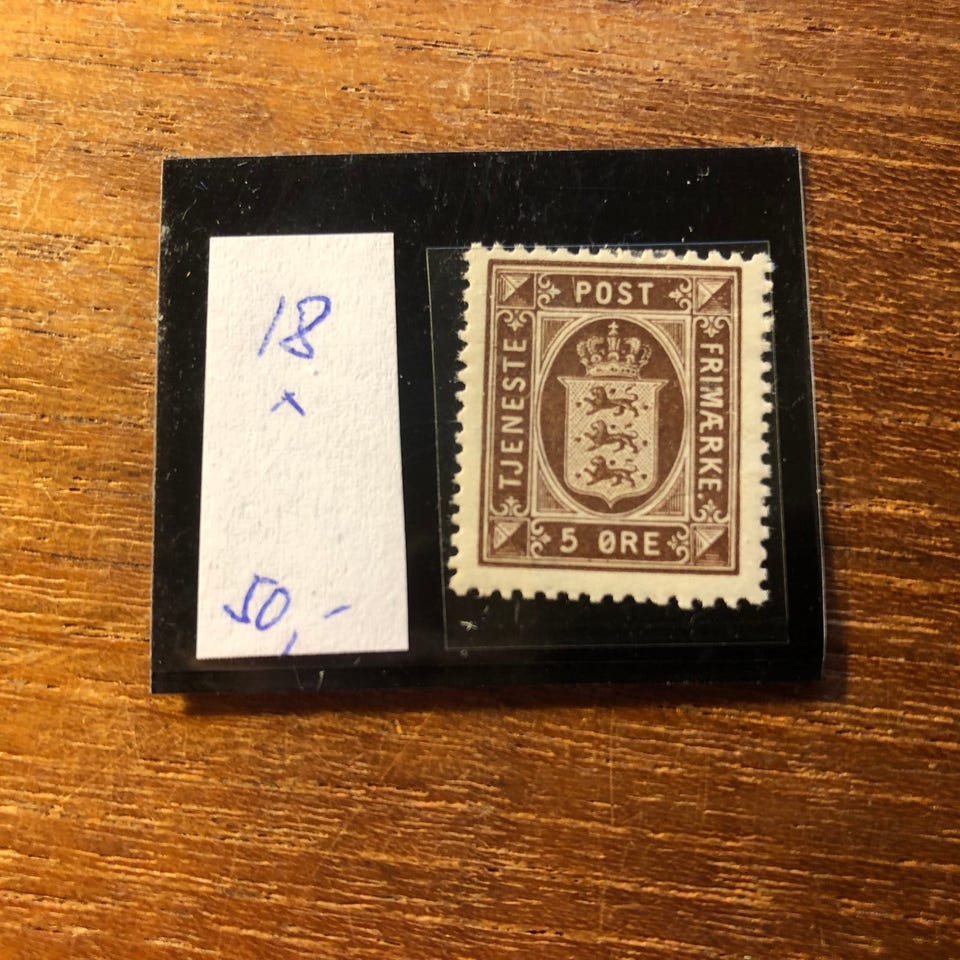 18
x
50,-
POST
TJENESTE
FRIMÆRKE.
5 ØRE